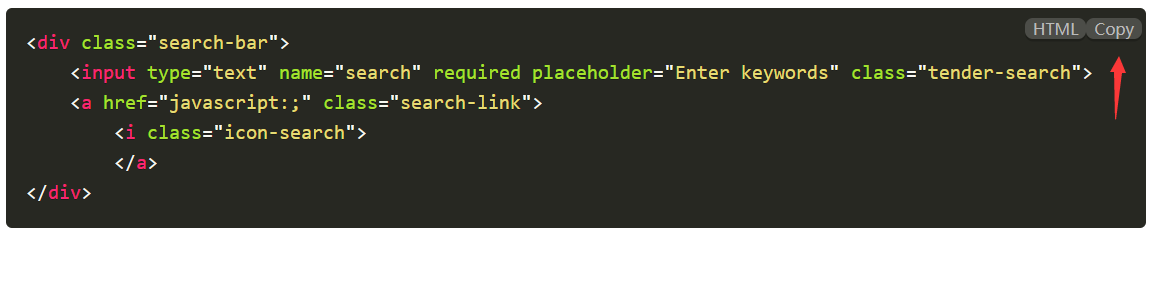 HTML Copy
<div class="search-bar">
    <input type="text" name="search" required placeholder="Enter keywords" class="tender-search">
    <a href="javascript:;" class="search-link">
        <i class="icon-search">
        </a>
</div>